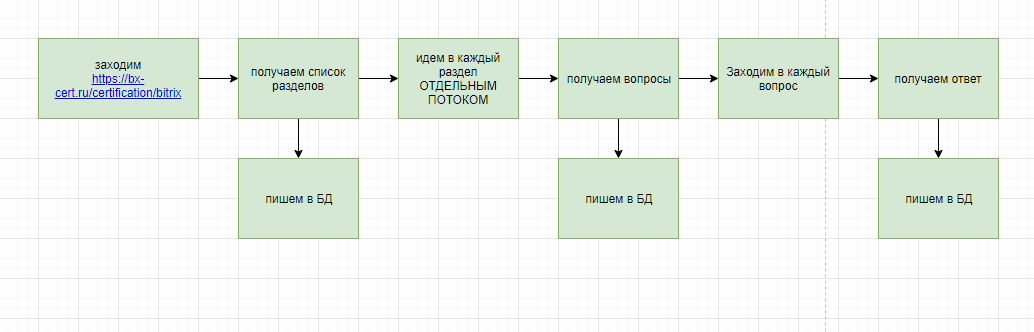 заходим
https://bx-
cert.ru/certification/bitrix
получаем список
разделов
идем в каждый
раздел
ОТДЕЛЬНЫМ
ПОТОКОМ
получаем вопросы
Заходим в каждый
вопрос
получаем ответ
пишем в БД
пишем в БД
пишем в БД